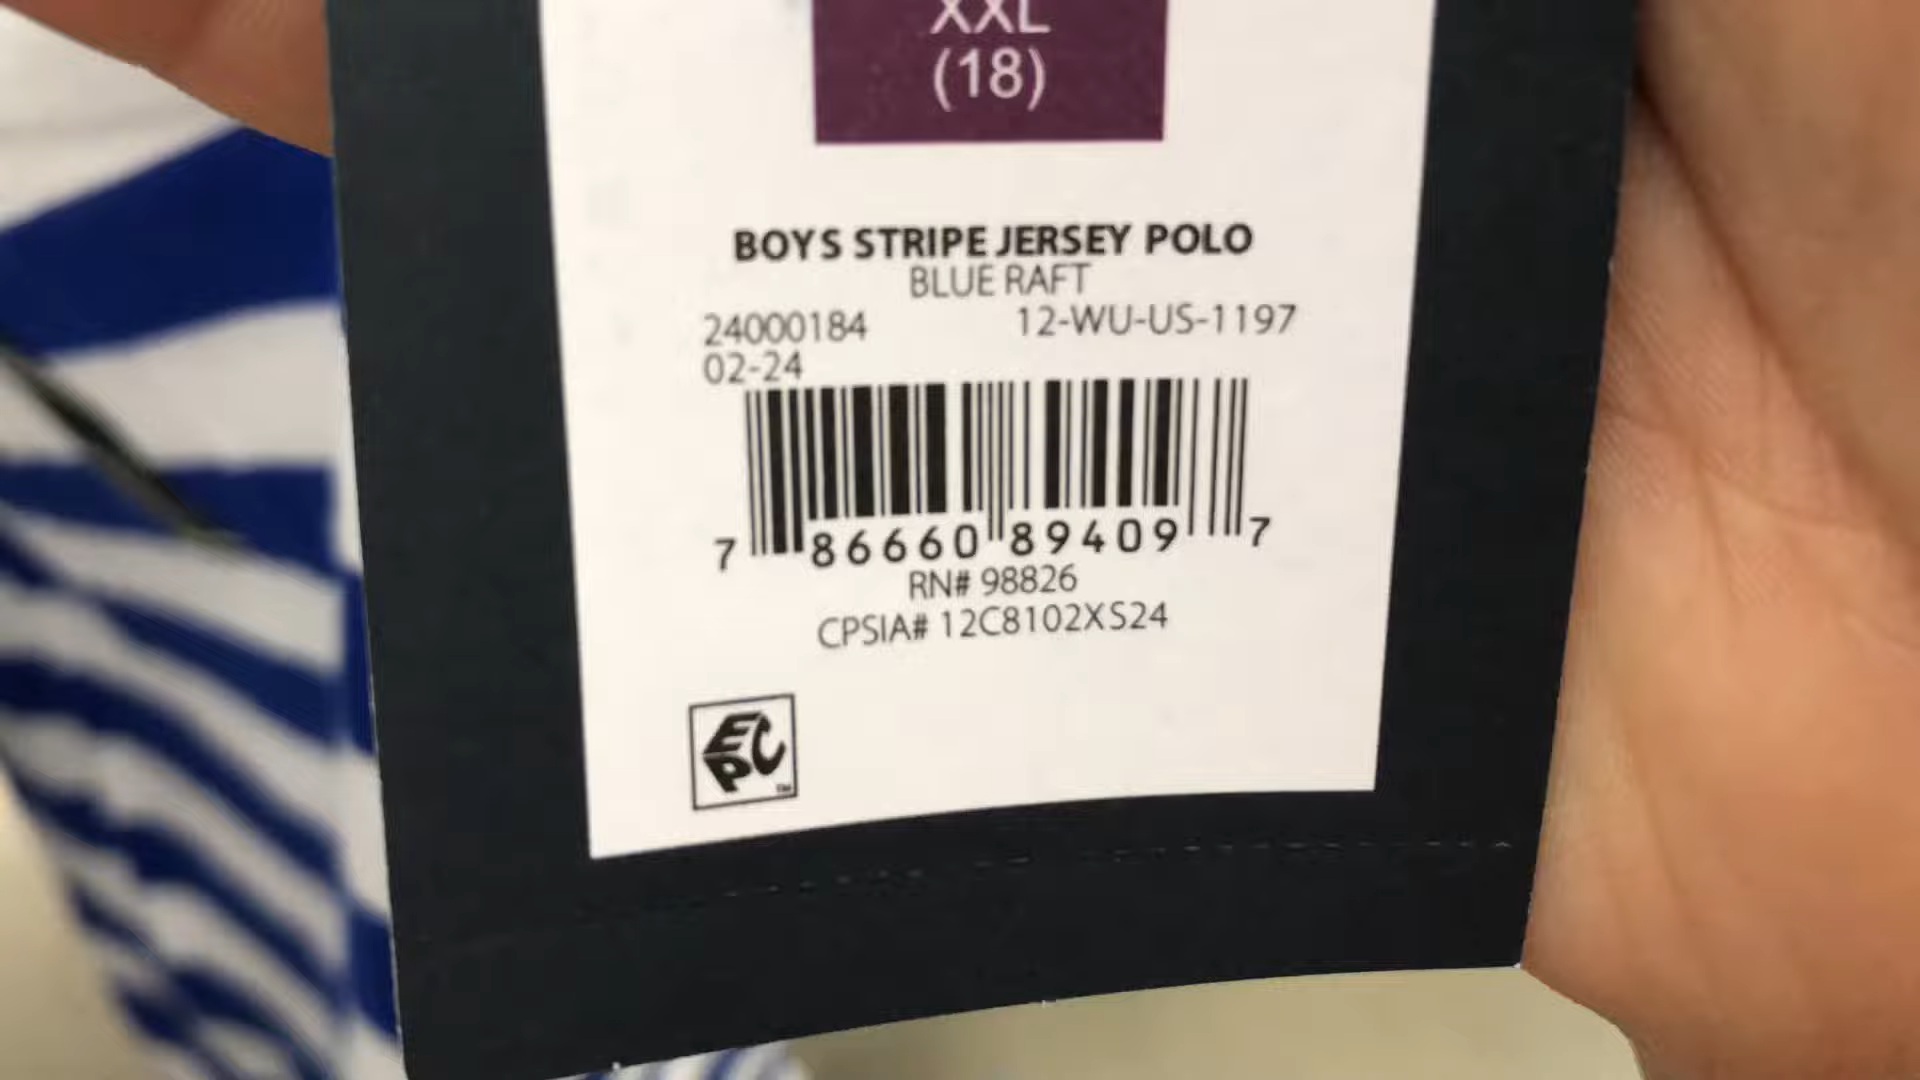 XXL
(18)
BOYS STRIPE JERSEY POLO
BLUE RAFT
24000184 12-WU-US-1197
02-24
7 86660 89409 7
RN# 98826
CPSIA# 12C8102XS24
EPC
™